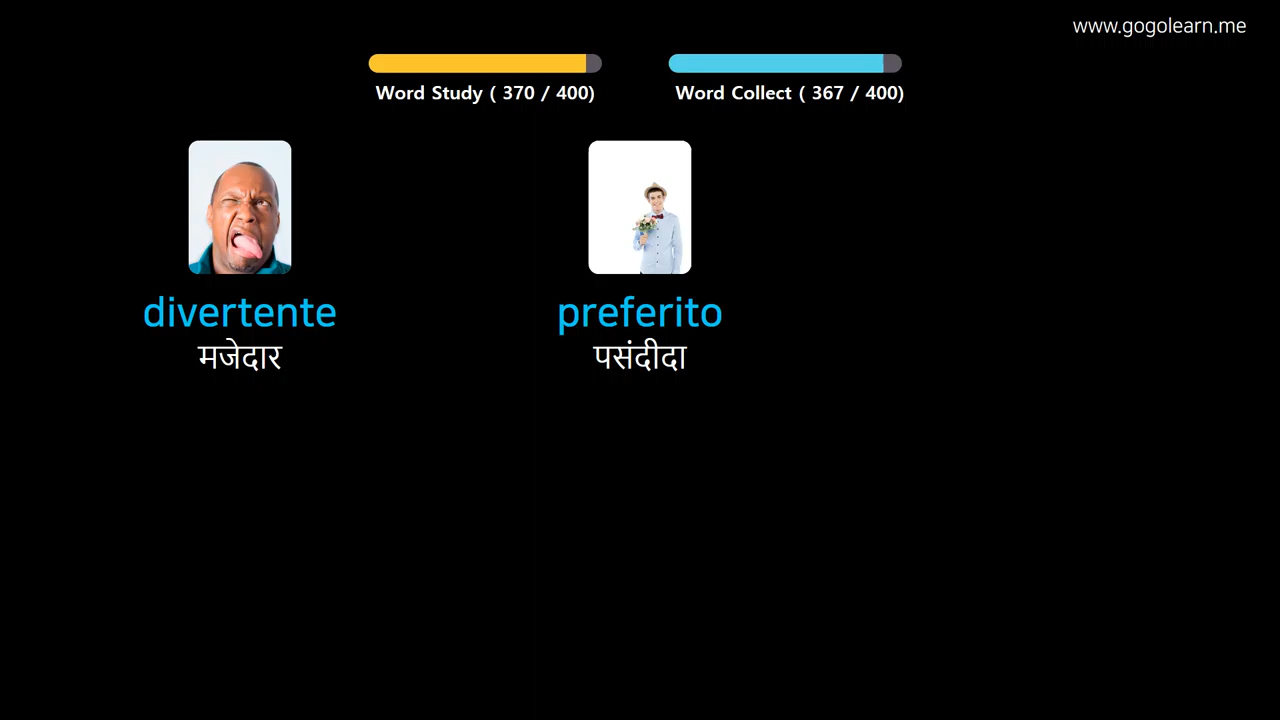 www.gogolearn.me
Word Study ( 370 / 400)
Word Collect ( 367 / 400)
divertente
मजेदार
preferito
पसंदीदा